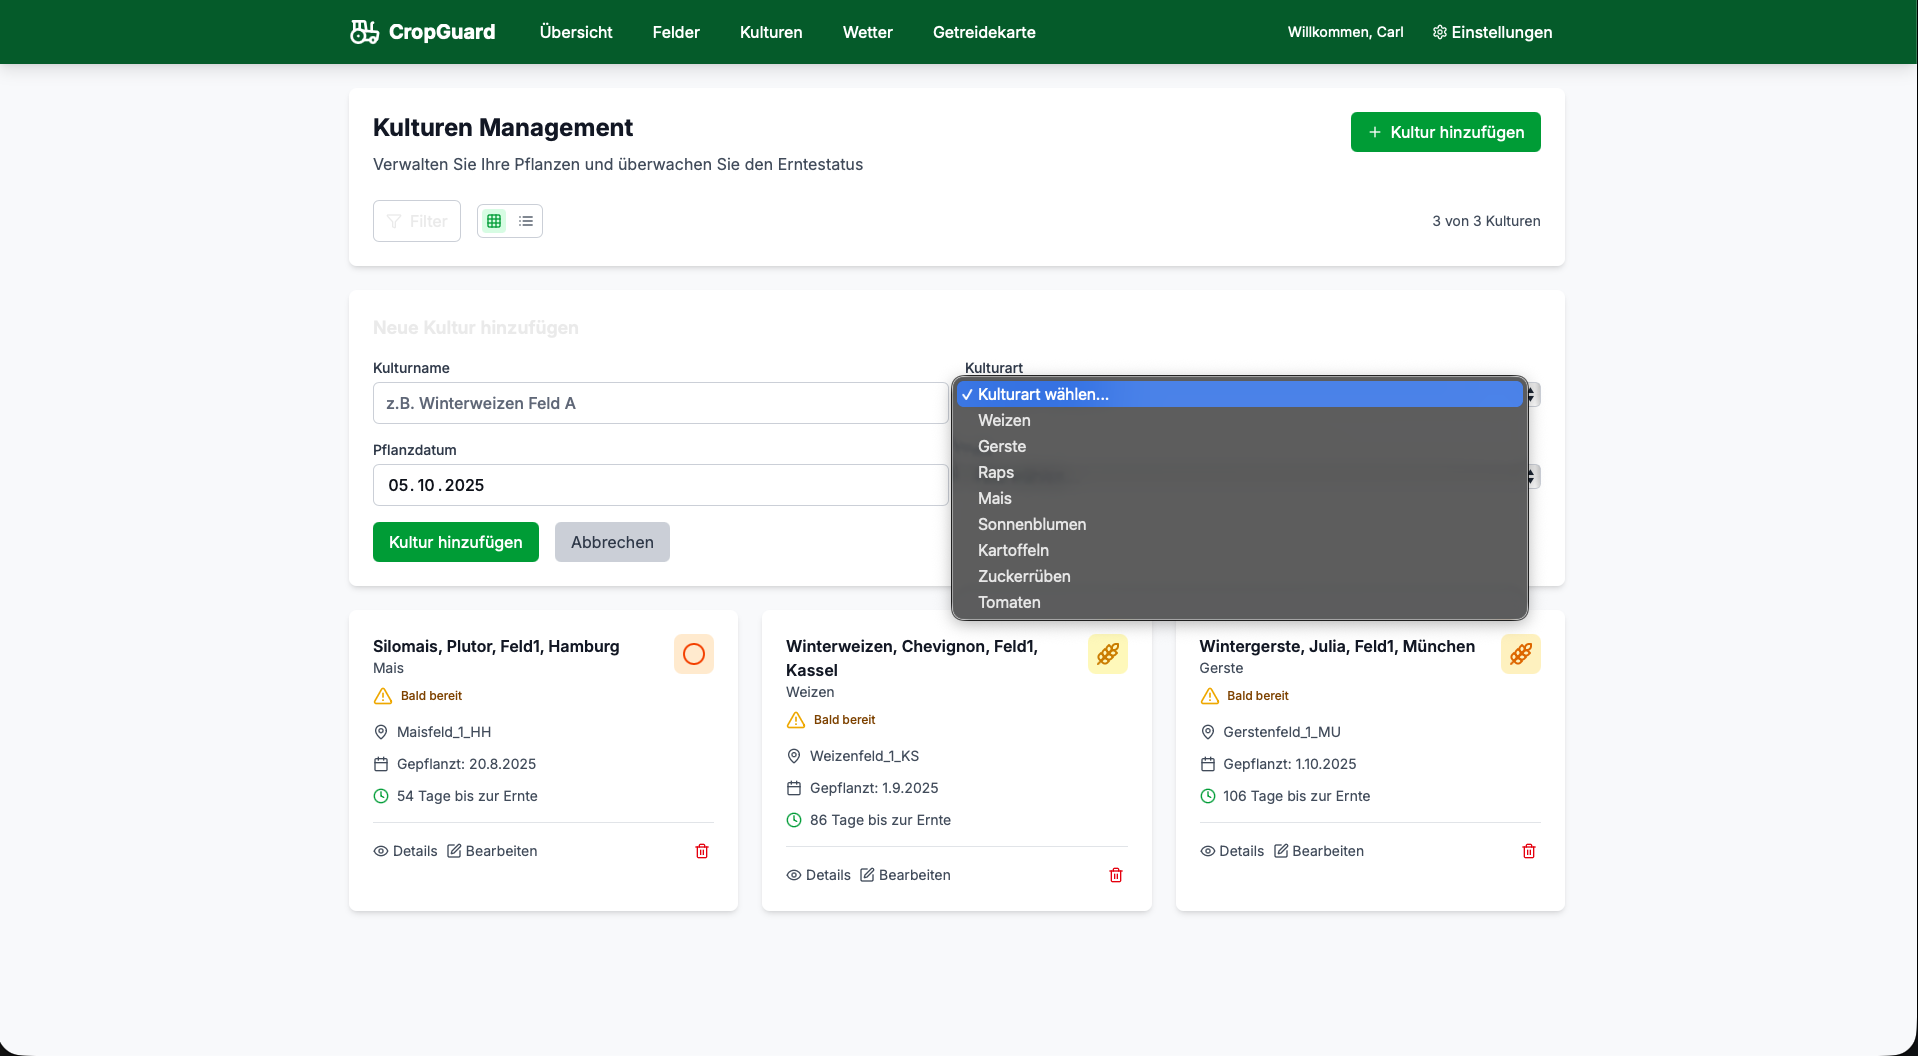 CropGuard
Übersicht
Felder
Kulturen
Wetter
Getreidekarte
Willkommen, Carl
Einstellungen
Kulturen Management
Kultur hinzufügen
Verwalten Sie Ihre Pflanzen und überwachen Sie den Erntestatus
Filter
3 von 3 Kulturen
Neue Kultur hinzufügen
Kulturname
z.B. Winterweizen Feld A
Kulturart
Kulturart wählen...
Weizen
Gerste
Raps
Mais
Sonnenblumen
Kartoffeln
Zuckerrüben
Tomaten
Pflanzdatum
05.10.2025
Kultur hinzufügen
Abbrechen
Silomais, Plutor, Feld1, Hamburg
Mais
Bald bereit
Maisfeld_1_HH
Gepflanzt: 20.8.2025
54 Tage bis zur Ernte
Details
Bearbeiten
Winterweizen, Chevignon, Feld1,
Kassel
Weizen
Bald bereit
Weizenfeld_1_KS
Gepflanzt: 1.9.2025
86 Tage bis zur Ernte
Details
Bearbeiten
Wintergerste, Julia, Feld1, München
Gerste
Bald bereit
Gerstenfeld_1_MU
Gepflanzt: 1.10.2025
106 Tage bis zur Ernte
Details
Bearbeiten